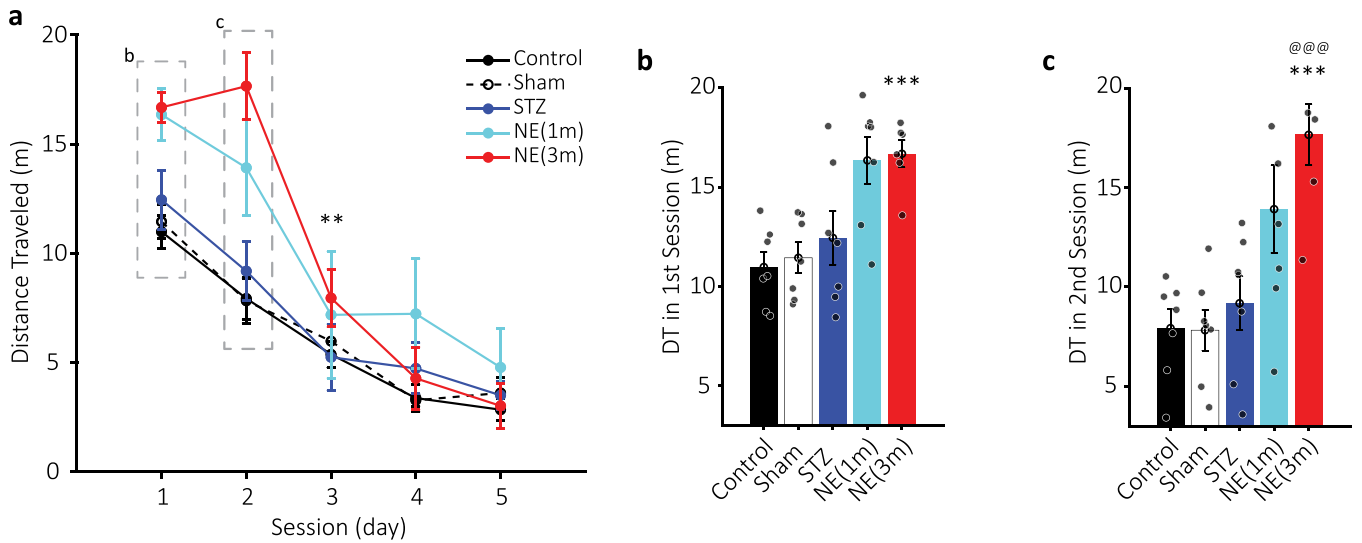 a
20
15
10
5
0
Distance Traveled (m)
b
c
**
Control
Sham
STZ
NE(1m)
NE(3m)
1 2 3 4 5
Session (day)
b
20
15
10
5
DT in 1st Session (m)
***
Control
Sham
STZ
NE(1m)
NE(3m)
c
20
15
10
5
DT in 2nd Session (m)
@@@
***
Control
Sham
STZ
NE(1m)
NE(3m)